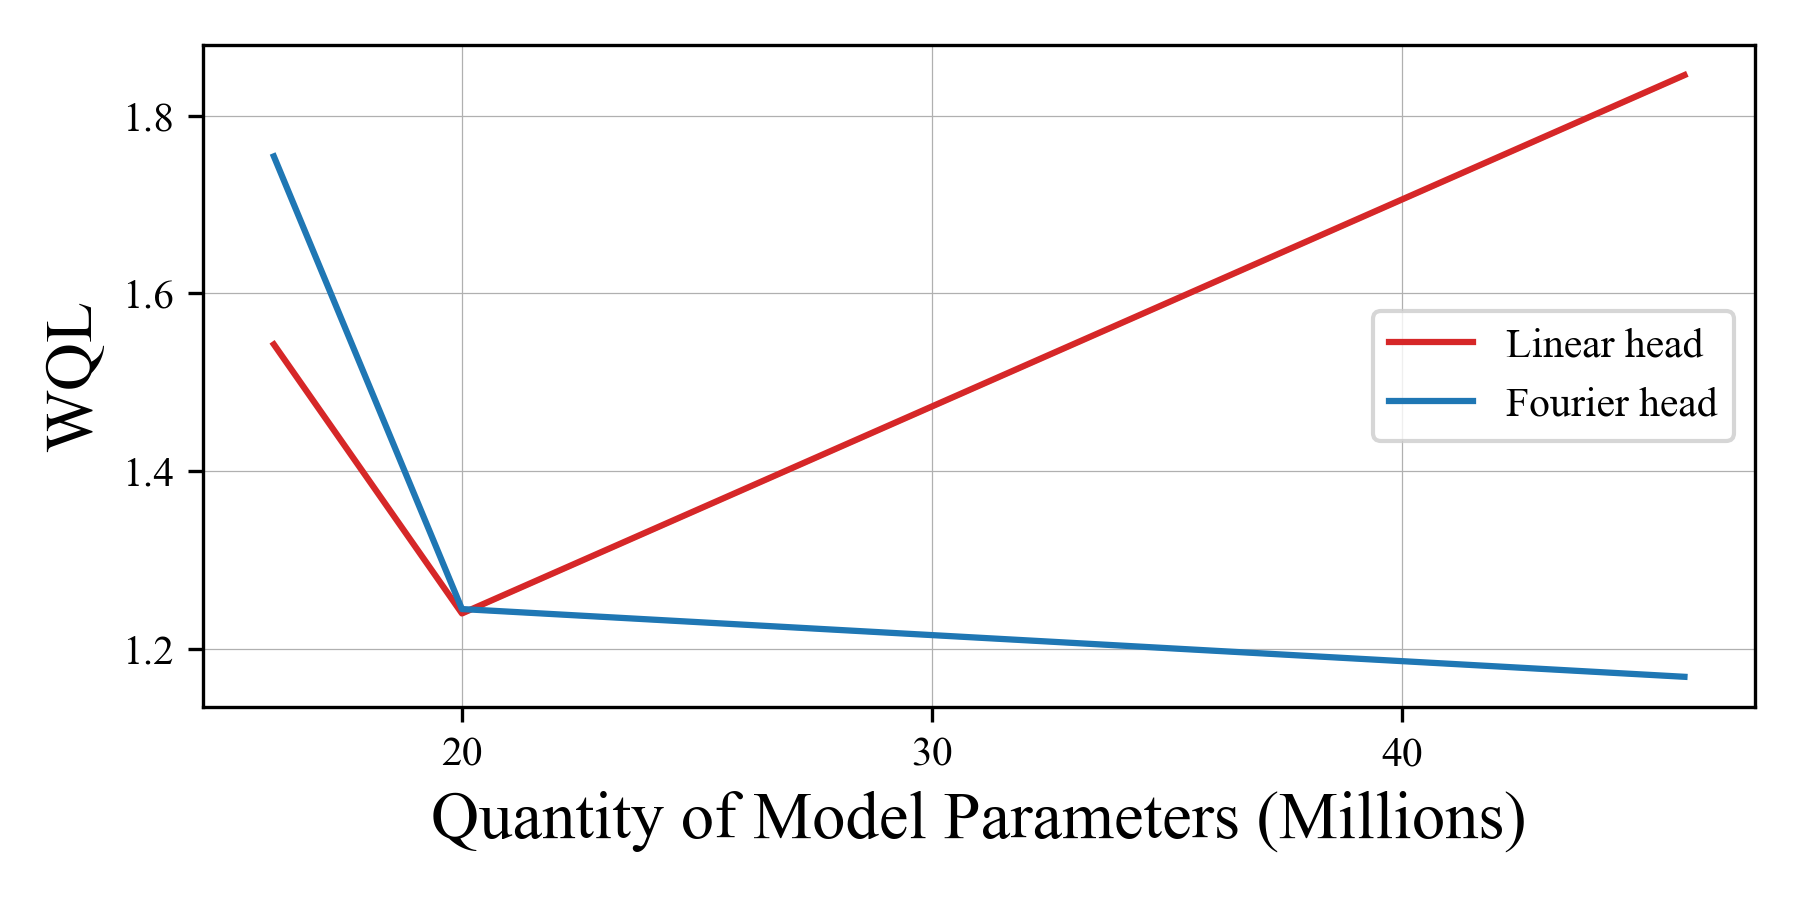 1.8
1.6
1.4
1.2
WQL
Linear head
Fourier head
20 30 40
Quantity of Model Parameters (Millions)